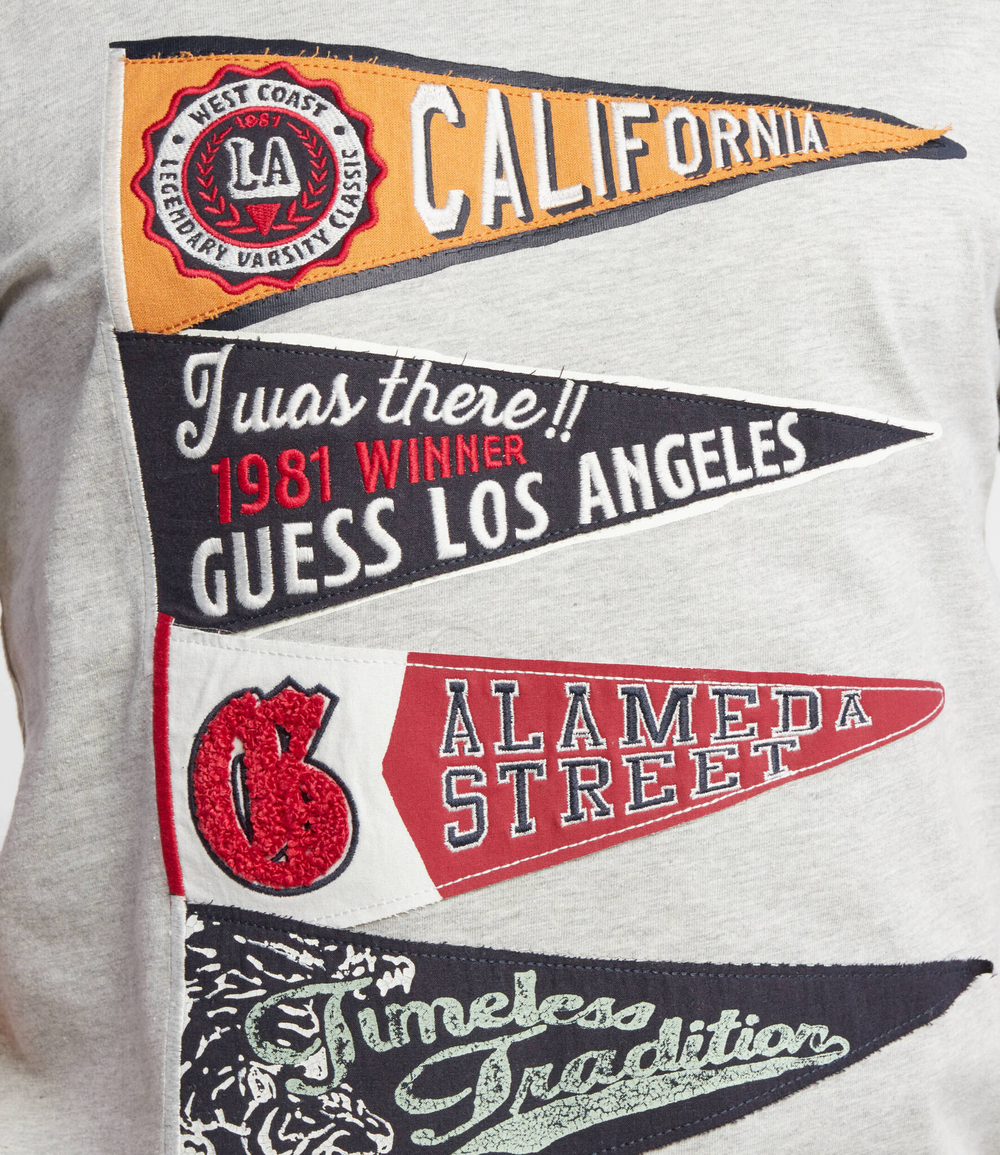 WEST COAST
1981
LA
LEGENDARY VARSITY CLASSIC
CALIFORNIA
I was there!!
1981 WINNER
GUESS LOS ANGELES
G
ALAMEDA
STREET
Timeless
Tradition